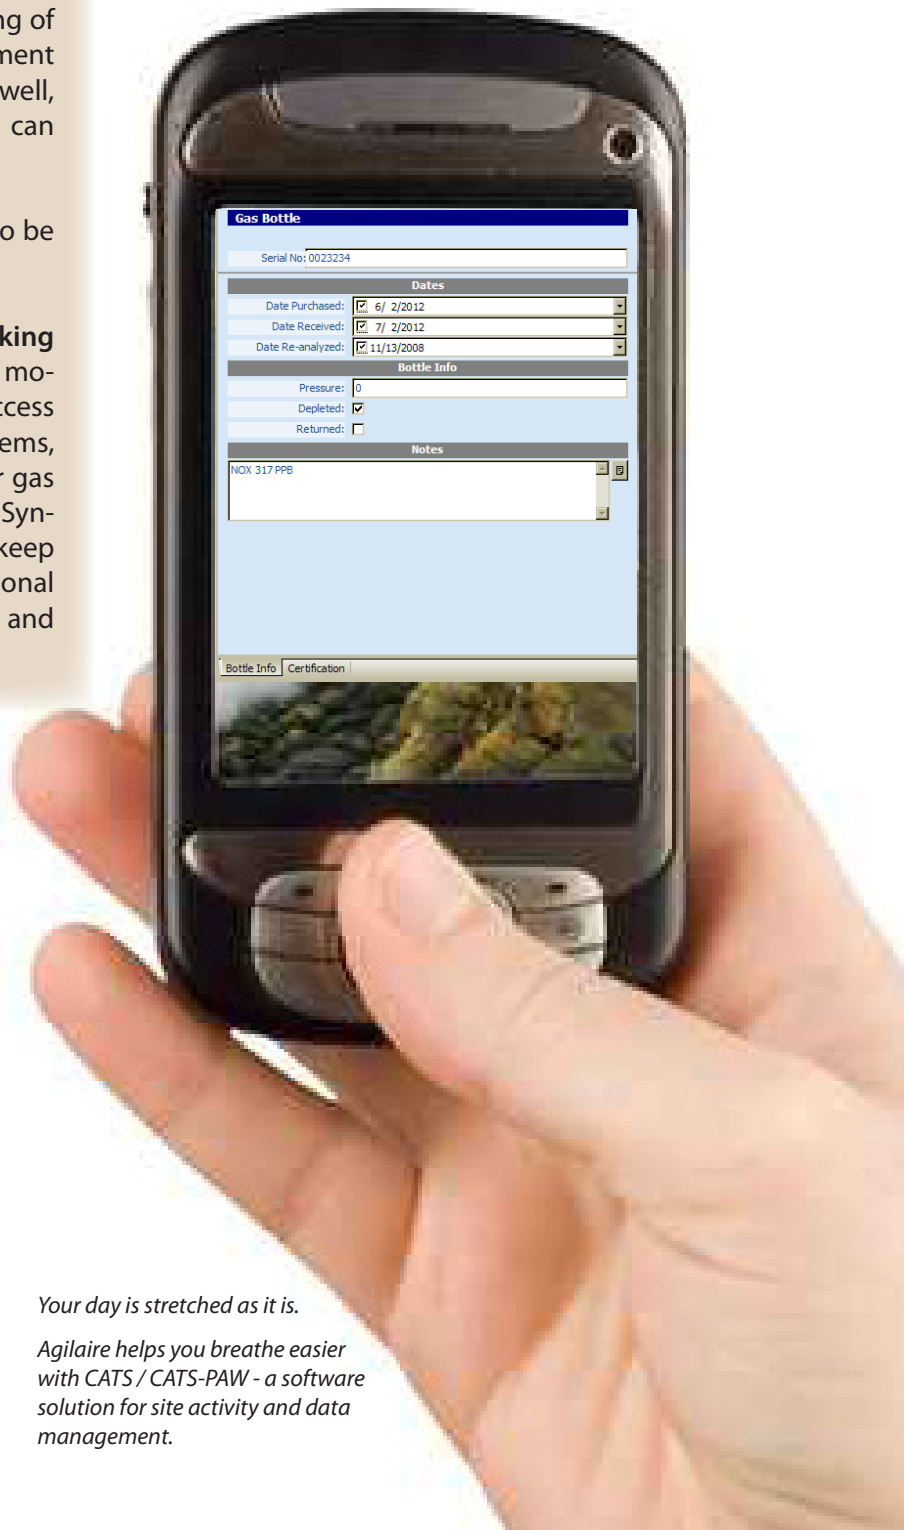 ng of
ment
well,
can
o be
king
mo-
ccess
ems,
r gas
Syn-
keep
onal
and
Gas Bottle
Serial No: 0023234
Dates
Date Purchased: 6/ 2/2012
Date Received: 7/ 2/2012
Date Re-analyzed: 11/13/2008
Bottle Info
Pressure: 0
Depleted:
Returned:
Notes
NOX 317 PPB
Bottle Info Certification
Your day is stretched as it is.
Agilaire helps you breathe easier
with CATS / CATS-PAW - a software
solution for site activity and data
management.